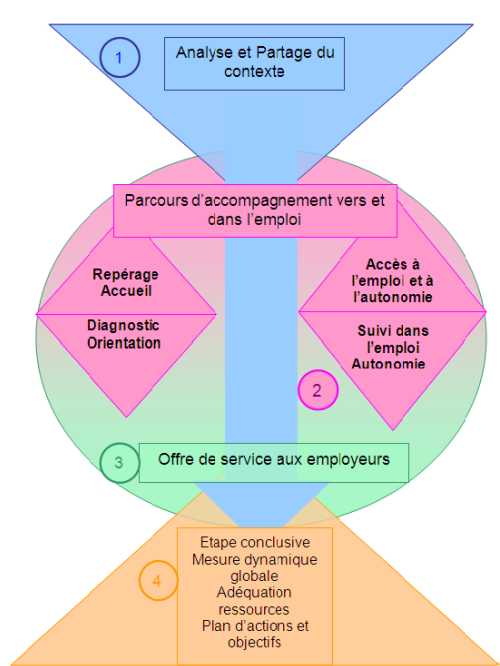 1
Analyse et Partage du
contexte
Parcours d'accompagnement vers et
dans l'emploi
Repérage
Accueil
Diagnostic
Orientation
Accès à
l'emploi et à
l'autonomie
Suivi dans
l'emploi
Autonomie
2
3
Offre de service aux employeurs
4
Etape conclusive
Mesure dynamique
globale
Adéquation
ressources
Plan d'actions et
objectifs